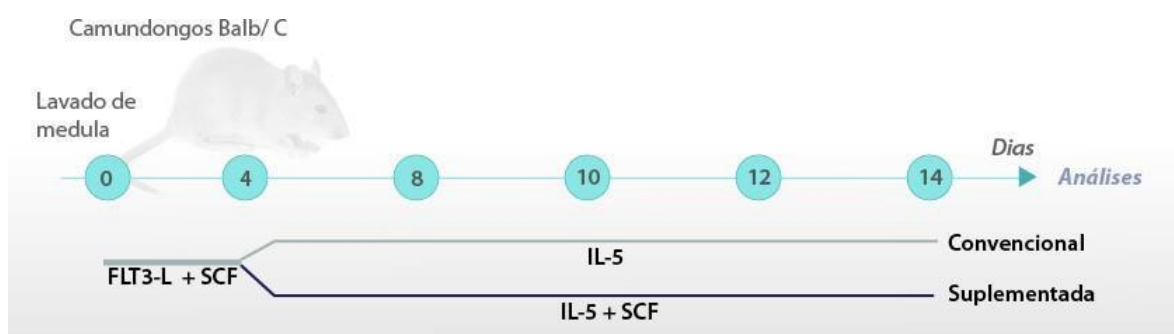 Camundongos Balb/ C
Lavado de
medula
Dias
0 4 8 10 12 14 Análises
Convencional
IL-5
FLT3-L + SCF
Suplementada
IL-5 + SCF